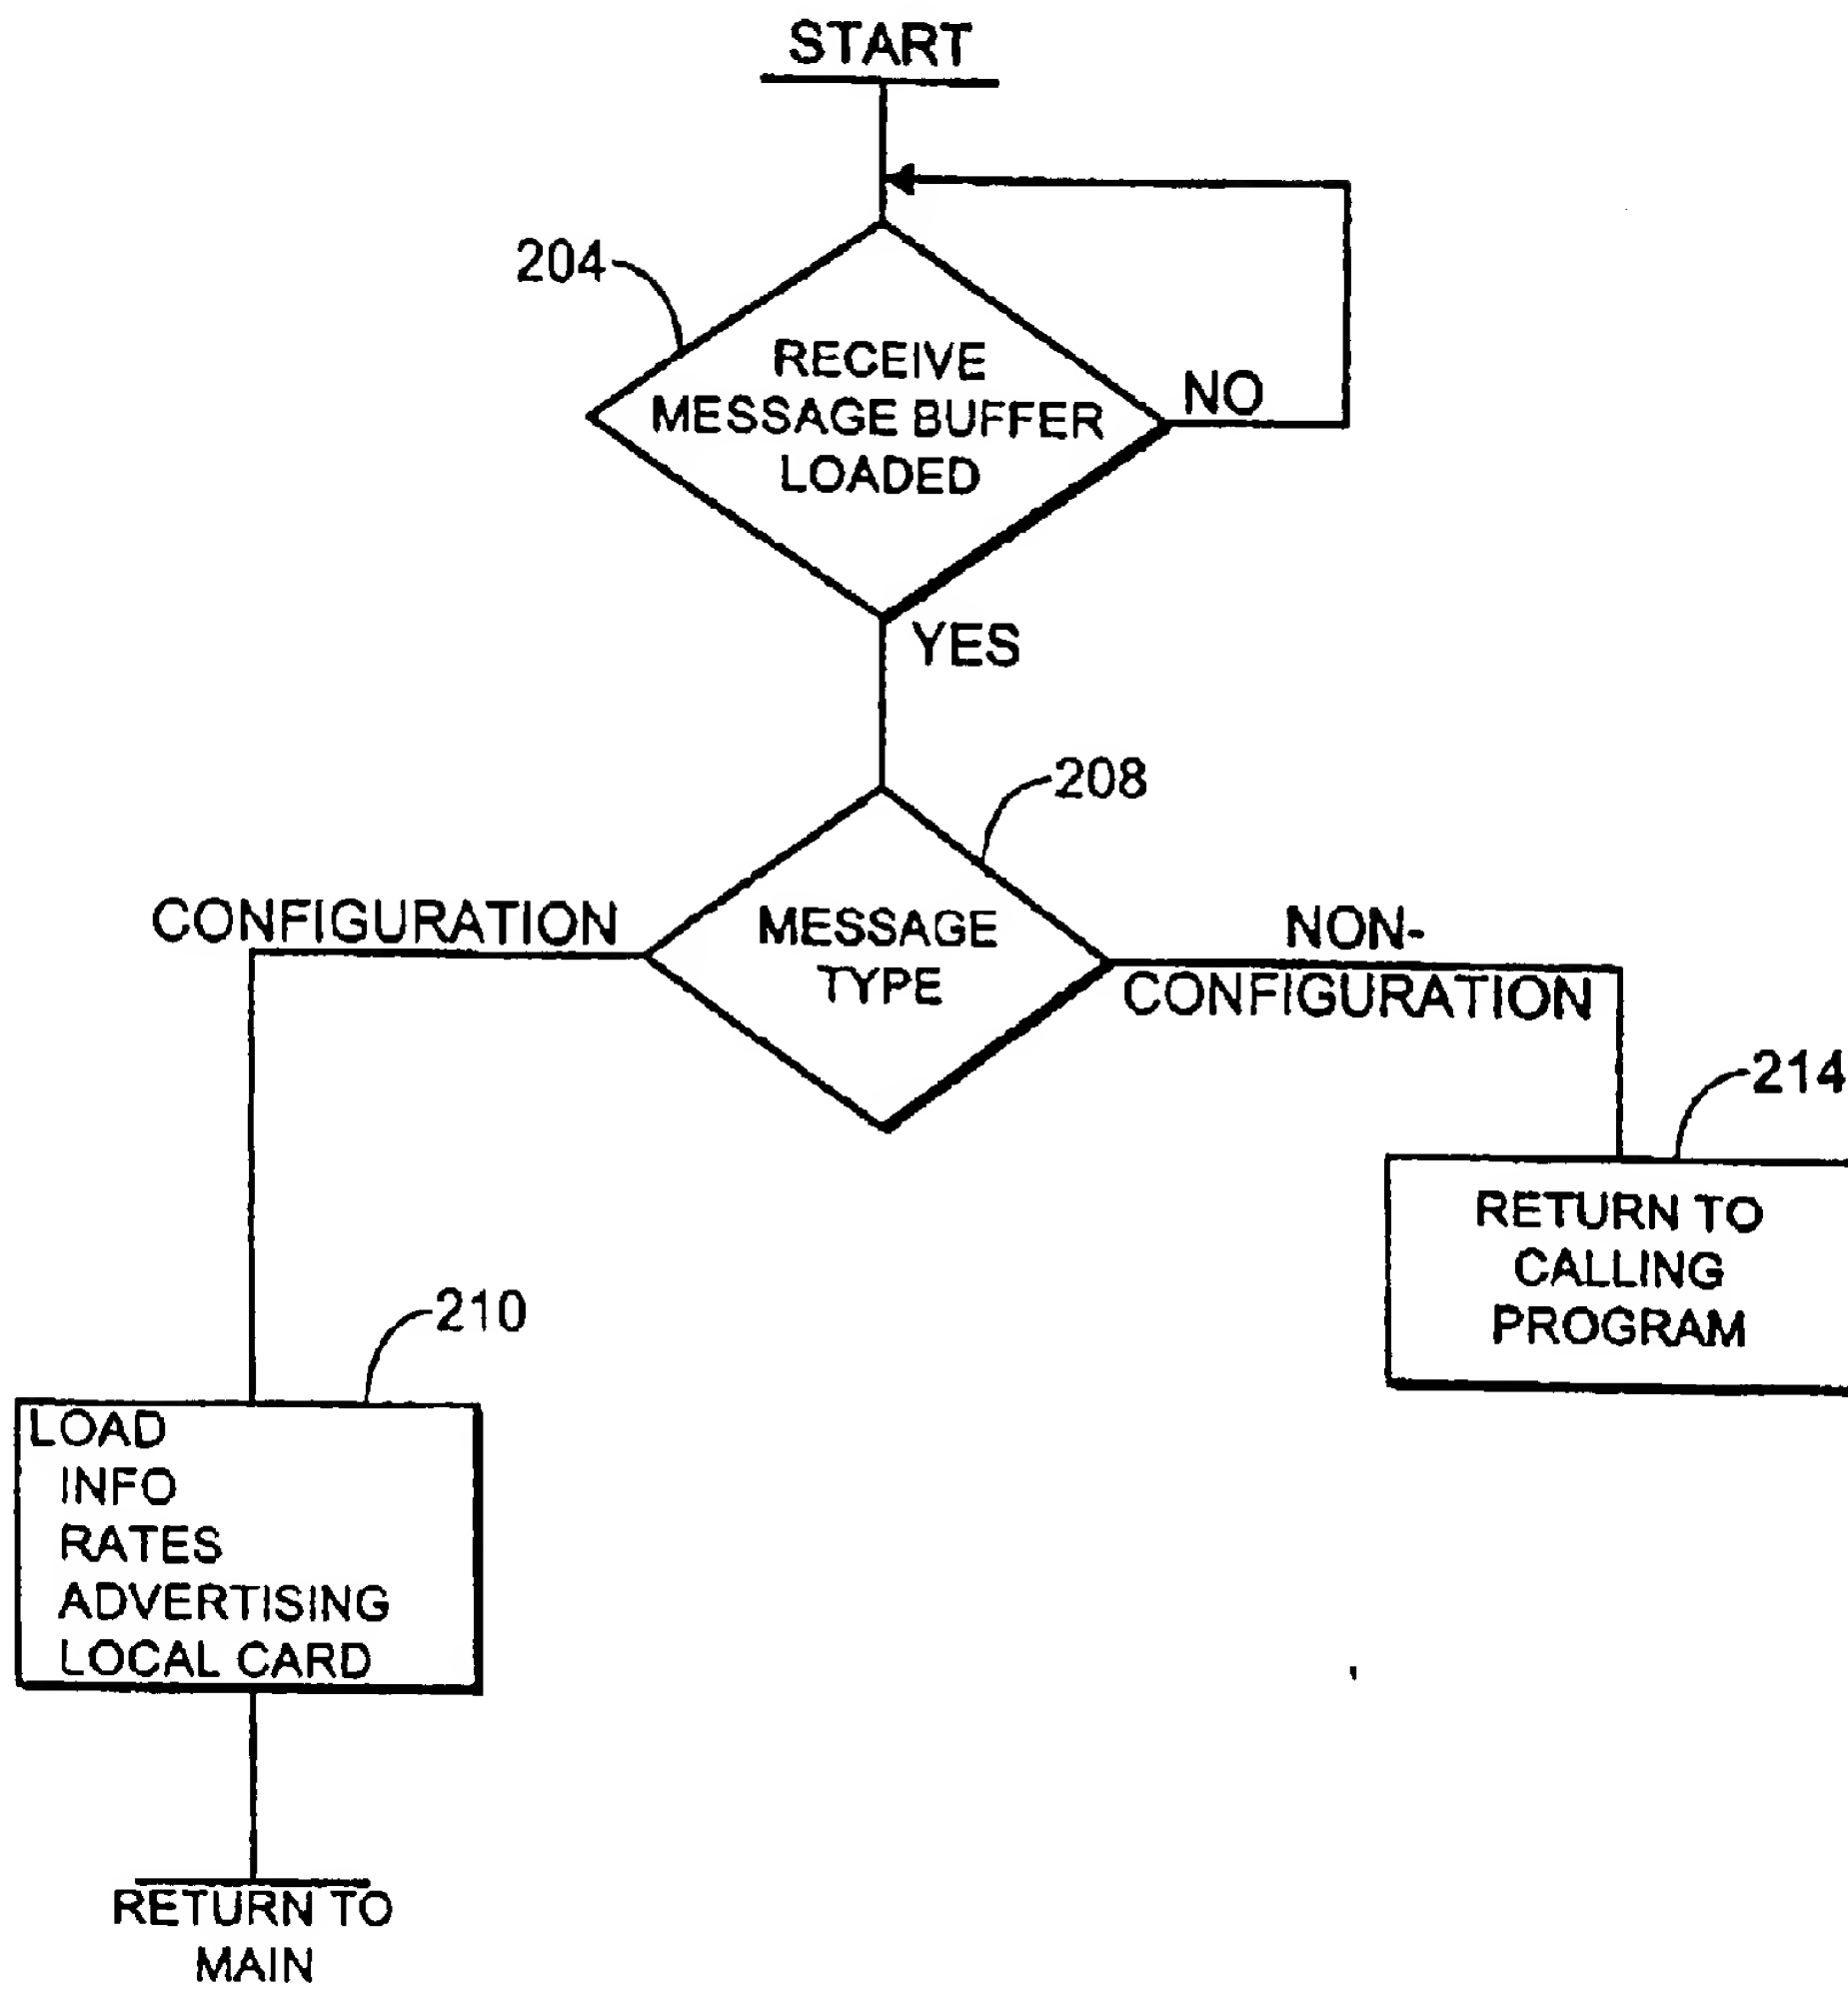 START
204
RECEIVE
MESSAGE BUFFER
LOADED
NO
YES
208
MESSAGE
TYPE
CONFIGURATION
NON-
CONFIGURATION
214
RETURN TO
CALLING
PROGRAM
210
LOAD
INFO
RATES
ADVERTISING
LOCAL CARD
RETURN TO
MAIN